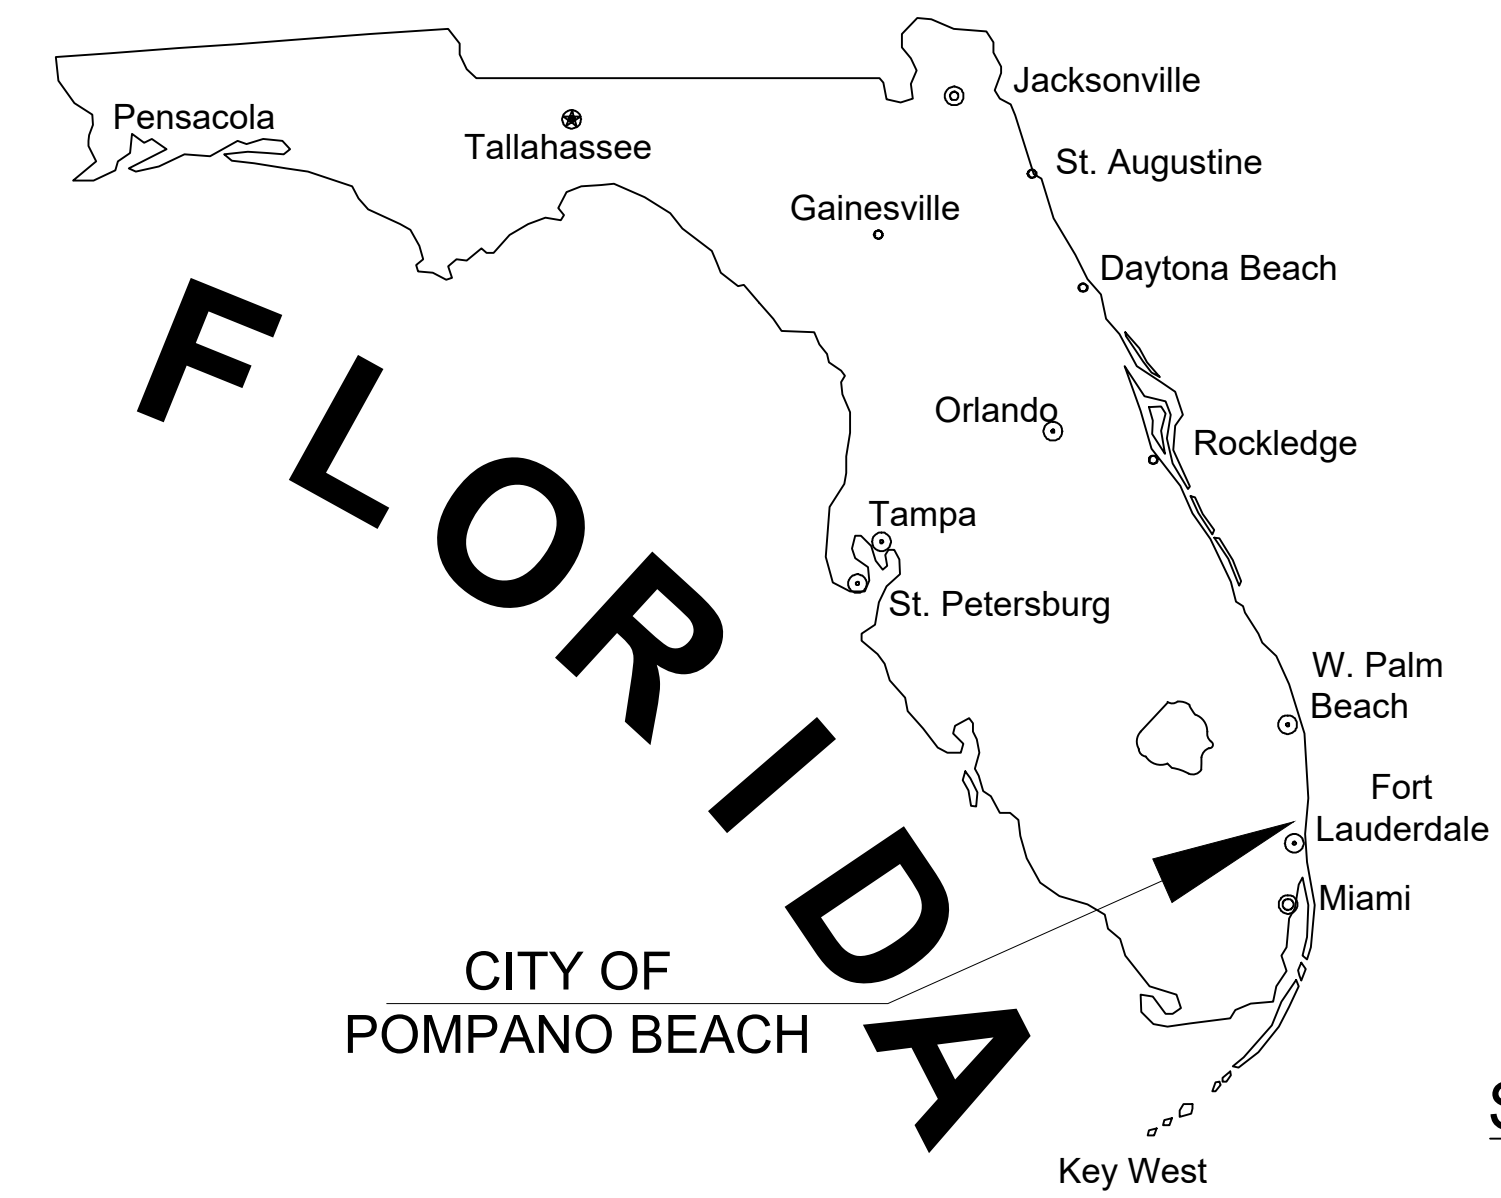 Jacksonville
Pensacola
Tallahassee
St. Augustine
Gainesville
Daytona Beach
FLORIDA
Orlando
Rockledge
Tampa
St. Petersburg
W. Palm
Beach
Fort
Lauderdale
Miami
CITY OF
POMPANO BEACH
Key West